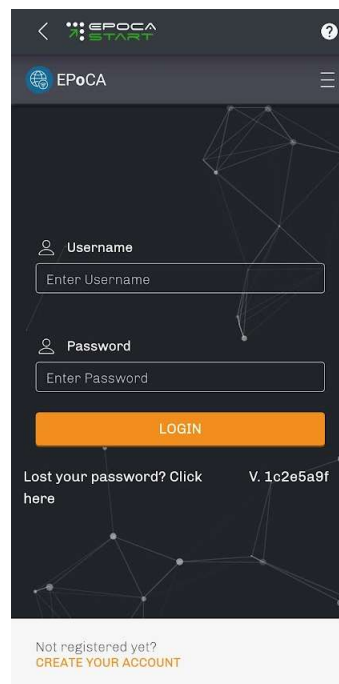 EPOCA
START
?
EPoCA
Username
Enter Username
Password
Enter Password
LOGIN
Lost your password? Click V. 1c2e5a9f
here
Not registered yet?
CREATE YOUR ACCOUNT